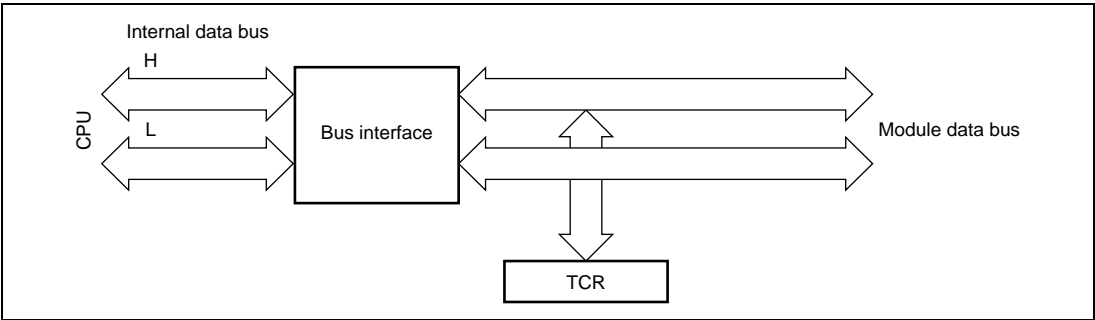 Internal data bus
H
CPU
L
Bus interface
Module data bus
TCR